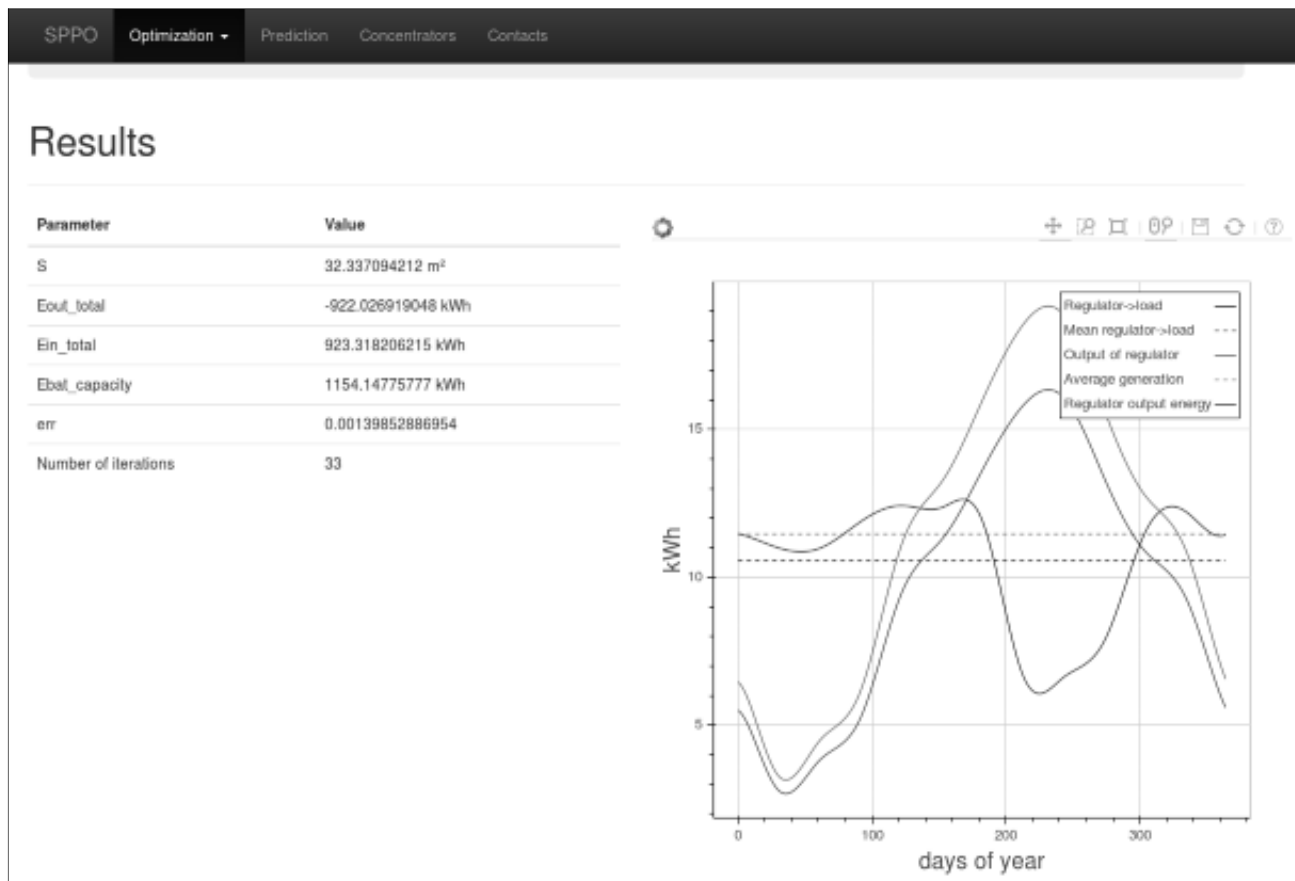 SPPO Optimization Prediction Concentrators Contacts
Results
Parameter Value
S 32.337094212 m²
Eout_total -922.026919048 kWh
Ein_total 923.318206215 kWh
Ebat_capacity 1154.14775777 kWh
err 0.00139852886954
Number of iterations 33
Regulator->load
Mean regulator->load
Output of regulator
Average generation
Regulator output energy
15
10
5
kWh
0 100 200 300
days of year